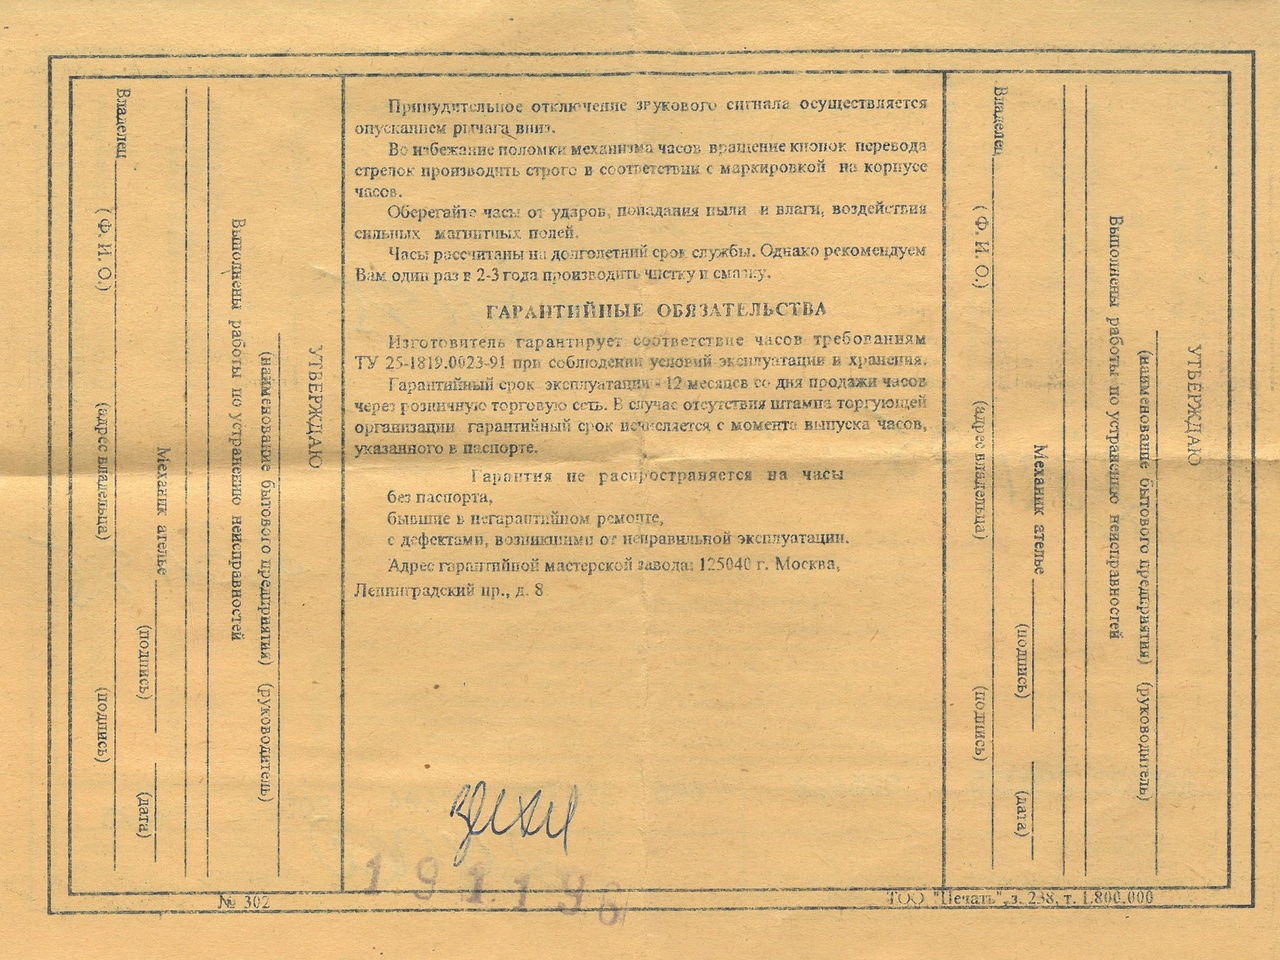 Владелец
( Ф. И. О.)
(адрес владельца)
(подпись)
Механик ателье
(подпись)
(дата)
Выполнены работы по устранению неисправностей
(наименование бытового предприятия)
(руководитель)
УТВЕРЖДАЮ
Принудительное отключение звукового сигнала осуществляется
опусканием рычага вниз.
Во избежание поломки механизма часов вращение кнопок перевода
стрелок производить строго в соответствии с маркировкой на корпусе
часов.
Оберегайте часы от ударов, попадания пыли и влаги, воздействия
сильных магнитных полей.
Часы рассчитаны на долголетний срок службы. Однако рекомендуем
Вам один раз в 2-3 года производить чистку и смазку.
ГАРАНТИЙНЫЕ ОБЯЗАТЕЛЬСТВА
Изготовитель гарантирует соответствие часов требованиям
ТУ 25-1819.0023-91 при соблюдении условий эксплуатации и хранения.
Гарантийный срок эксплуатации - 12 месяцев со дня продажи часов
через розничную торговую сеть. В случае отсутствия штампа торгующей
организации гарантийный срок исчисляется с момента выпуска часов,
указанного в паспорте.
Гарантия не распространяется на часы
без паспорта,
бывшие в негарантийном ремонте,
с дефектами, возникшими от неправильной эксплуатации.
Адрес гарантийной мастерской завода: 125040 г. Москва,
Ленинградский пр., д. 8
Владелец
( Ф. И. О.)
(адрес владельца)
(подпись)
Механик ателье
(подпись)
(дата)
Выполнены работы по устранению неисправностей
(наименование бытового предприятия)
(руководитель)
УТВЕРЖДАЮ
№ 302
ТОО "Печать", з. 238, т. 1.800.000